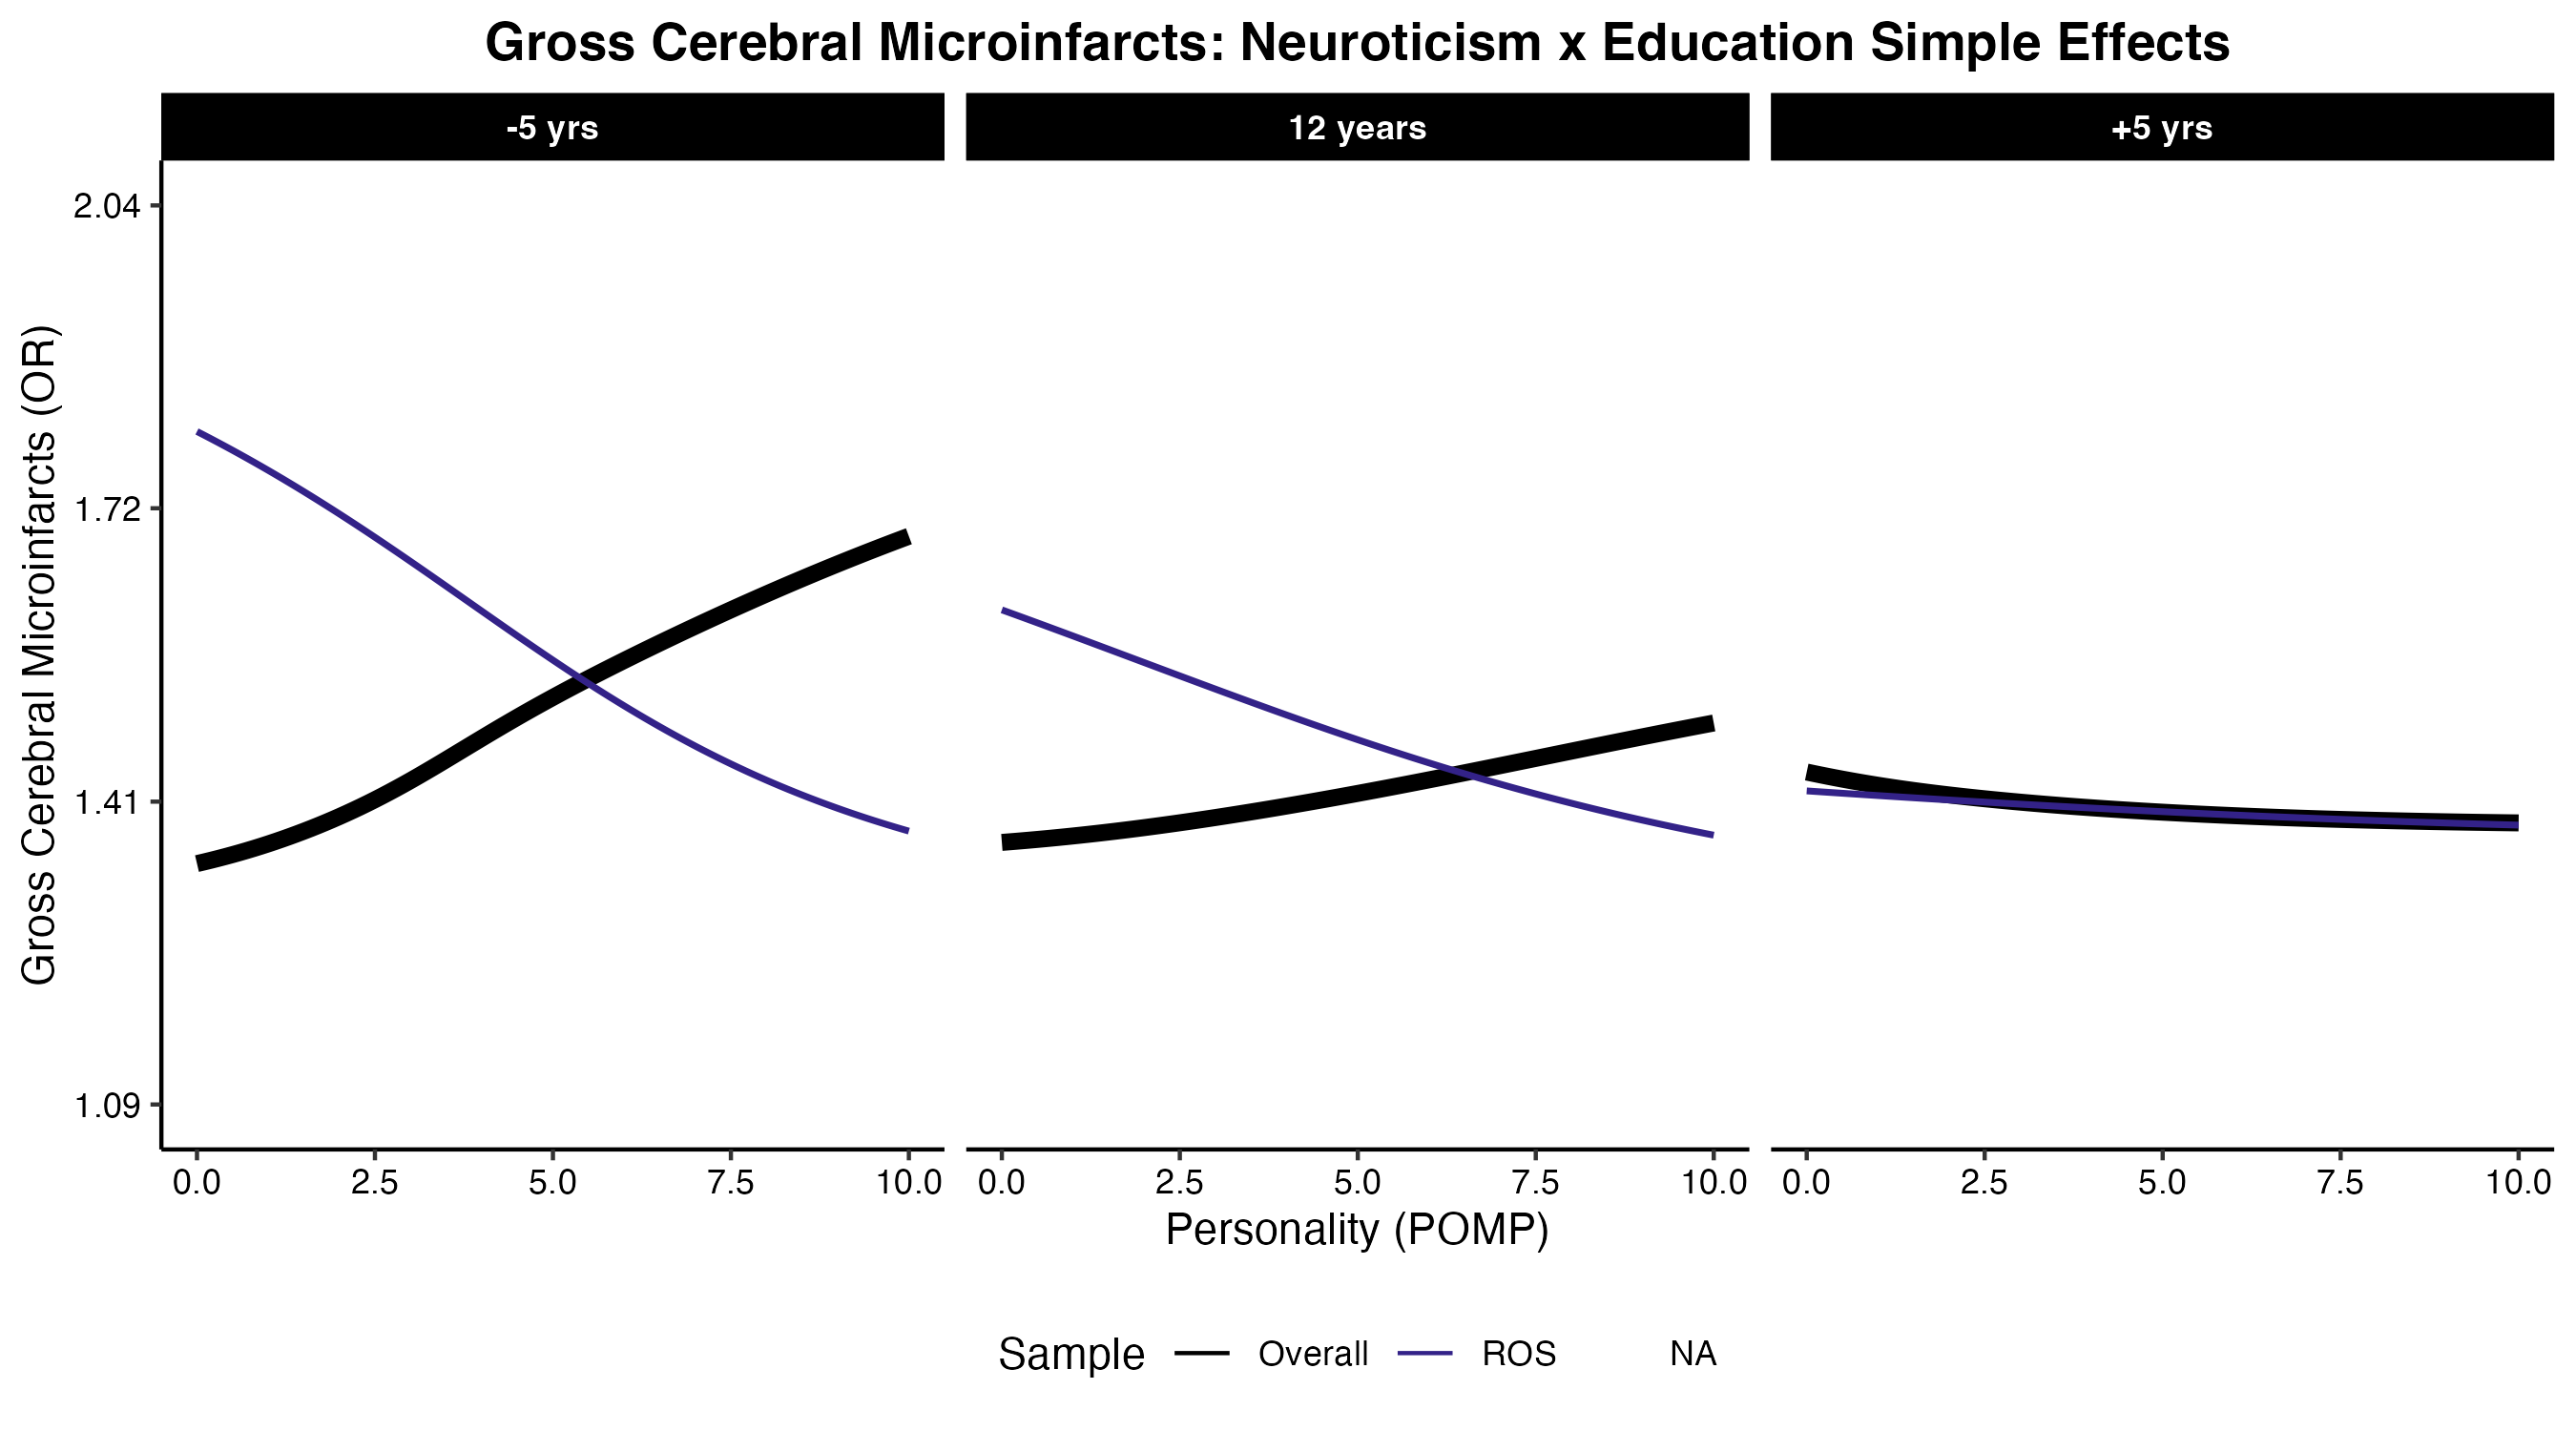 Gross Cerebral Microinfarcts: Neuroticism x Education Simple Effects
-5 yrs 12 years +5 yrs
Gross Cerebral Microinfarcts (OR)
2.04
1.72
1.41
1.09
0.0 2.5 5.0 7.5 10.0 0.0 2.5 5.0 7.5 10.0 0.0 2.5 5.0 7.5 10.0
Personality (POMP)
Sample Overall ROS NA